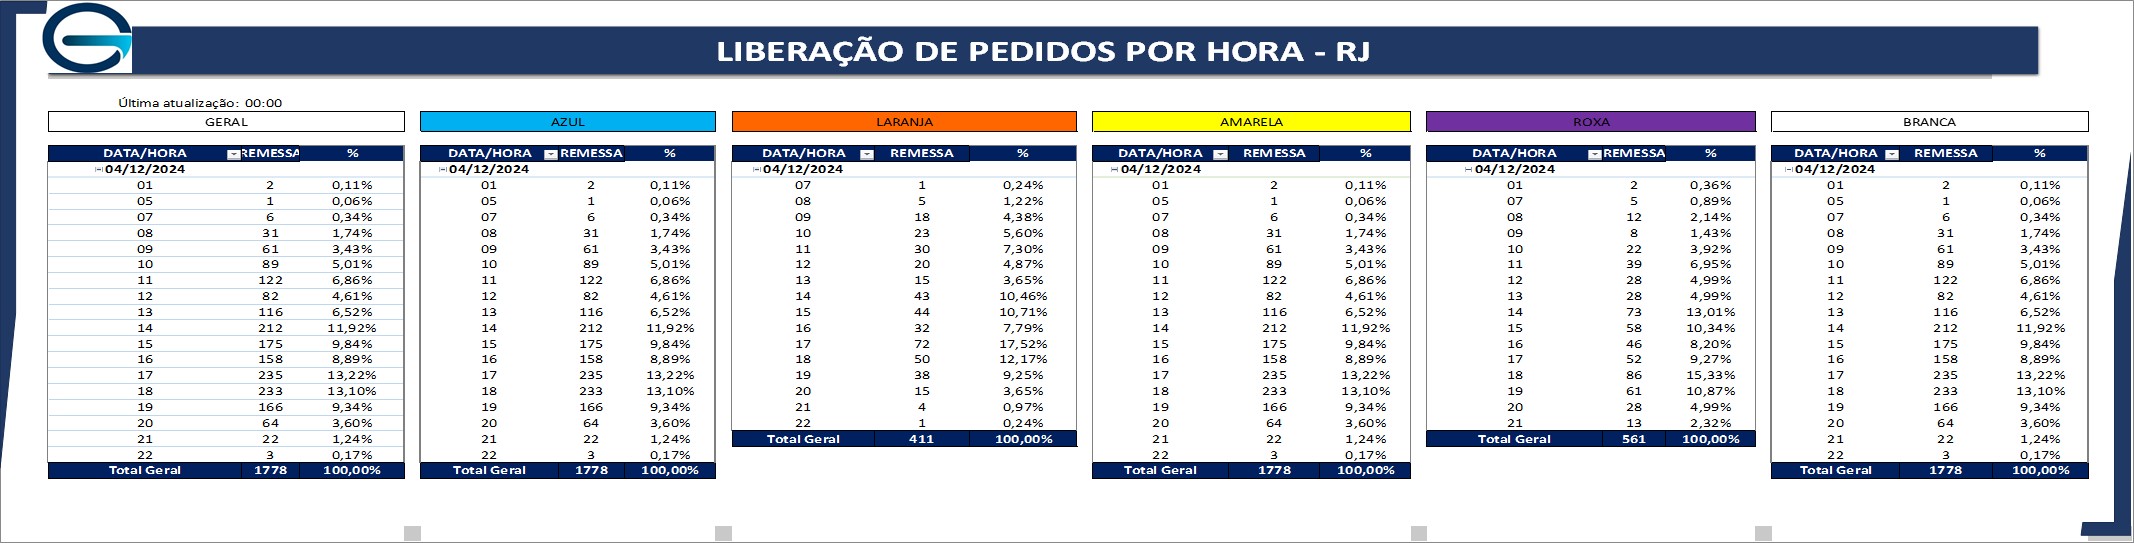 LIBERAÇÃO DE PEDIDOS POR HORA - RJ
Última atualização: 00:00
GERAL
DATA/HORA REMESSA %
04/12/2024
01 2 0,11%
05 1 0,06%
07 6 0,34%
08 31 1,74%
09 61 3,43%
10 89 5,01%
11 122 6,86%
12 82 4,61%
13 116 6,52%
14 212 11,92%
15 175 9,84%
16 158 8,89%
17 235 13,22%
18 233 13,10%
19 166 9,34%
20 64 3,60%
21 22 1,24%
22 3 0,17%
Total Geral 1778 100,00%
AZUL
DATA/HORA REMESSA %
04/12/2024
01 2 0,11%
05 1 0,06%
07 6 0,34%
08 31 1,74%
09 61 3,43%
10 89 5,01%
11 122 6,86%
12 82 4,61%
13 116 6,52%
14 212 11,92%
15 175 9,84%
16 158 8,89%
17 235 13,22%
18 233 13,10%
19 166 9,34%
20 64 3,60%
21 22 1,24%
22 3 0,17%
Total Geral 1778 100,00%
LARANJA
DATA/HORA REMESSA %
04/12/2024
07 1 0,24%
08 5 1,22%
09 18 4,38%
10 23 5,60%
11 30 7,30%
12 20 4,87%
13 15 3,65%
14 43 10,46%
15 44 10,71%
16 32 7,79%
17 72 17,52%
18 50 12,17%
19 38 9,25%
20 15 3,65%
21 4 0,97%
22 1 0,24%
Total Geral 411 100,00%
AMARELA
DATA/HORA REMESSA %
04/12/2024
01 2 0,11%
05 1 0,06%
07 6 0,34%
08 31 1,74%
09 61 3,43%
10 89 5,01%
11 122 6,86%
12 82 4,61%
13 116 6,52%
14 212 11,92%
15 175 9,84%
16 158 8,89%
17 235 13,22%
18 233 13,10%
19 166 9,34%
20 64 3,60%
21 22 1,24%
22 3 0,17%
Total Geral 1778 100,00%
ROXA
DATA/HORA REMESSA %
04/12/2024
01 2 0,36%
07 5 0,89%
08 12 2,14%
09 8 1,43%
10 22 3,92%
11 39 6,95%
12 28 4,99%
13 28 4,99%
14 73 13,01%
15 58 10,34%
16 46 8,20%
17 52 9,27%
18 86 15,33%
19 61 10,87%
20 28 4,99%
21 13 2,32%
Total Geral 561 100,00%
BRANCA
DATA/HORA REMESSA %
04/12/2024
01 2 0,11%
05 1 0,06%
07 6 0,34%
08 31 1,74%
09 61 3,43%
10 89 5,01%
11 122 6,86%
12 82 4,61%
13 116 6,52%
14 212 11,92%
15 175 9,84%
16 158 8,89%
17 235 13,22%
18 233 13,10%
19 166 9,34%
20 64 3,60%
21 22 1,24%
22 3 0,17%
Total Geral 1778 100,00%